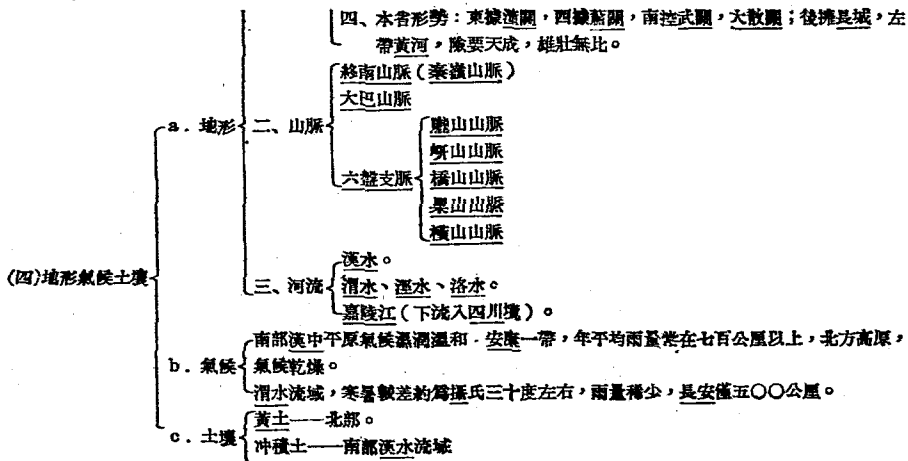 四、本省形勢：東據潼關，西據藍關，南控武關，大散關；後擁長城，左
帶黃河，險要天成，雄壯無比。
(四)地形氣候土壤
a．地形
二、山脈
終南山脈（秦嶺山脈）
大巴山脈
六盤支脈
隴山山脈
岍山山脈
橋山山脈
梁山山脈
橫山山脈
三、河流
漢水。
渭水、涇水、洛水。
嘉陵江（下流入四川境）。
b．氣候
南部漢中平原氣候濕潤溫和．安康一帶，年平均雨量常在七百公厘以上，北方高原，
氣候乾燥。
渭水流域，寒暑數差約爲攝氏三十度左右，雨量稀少，長安僅五〇〇公厘。
c．土壤
黃土——北部。
冲積土——南部漢水流域